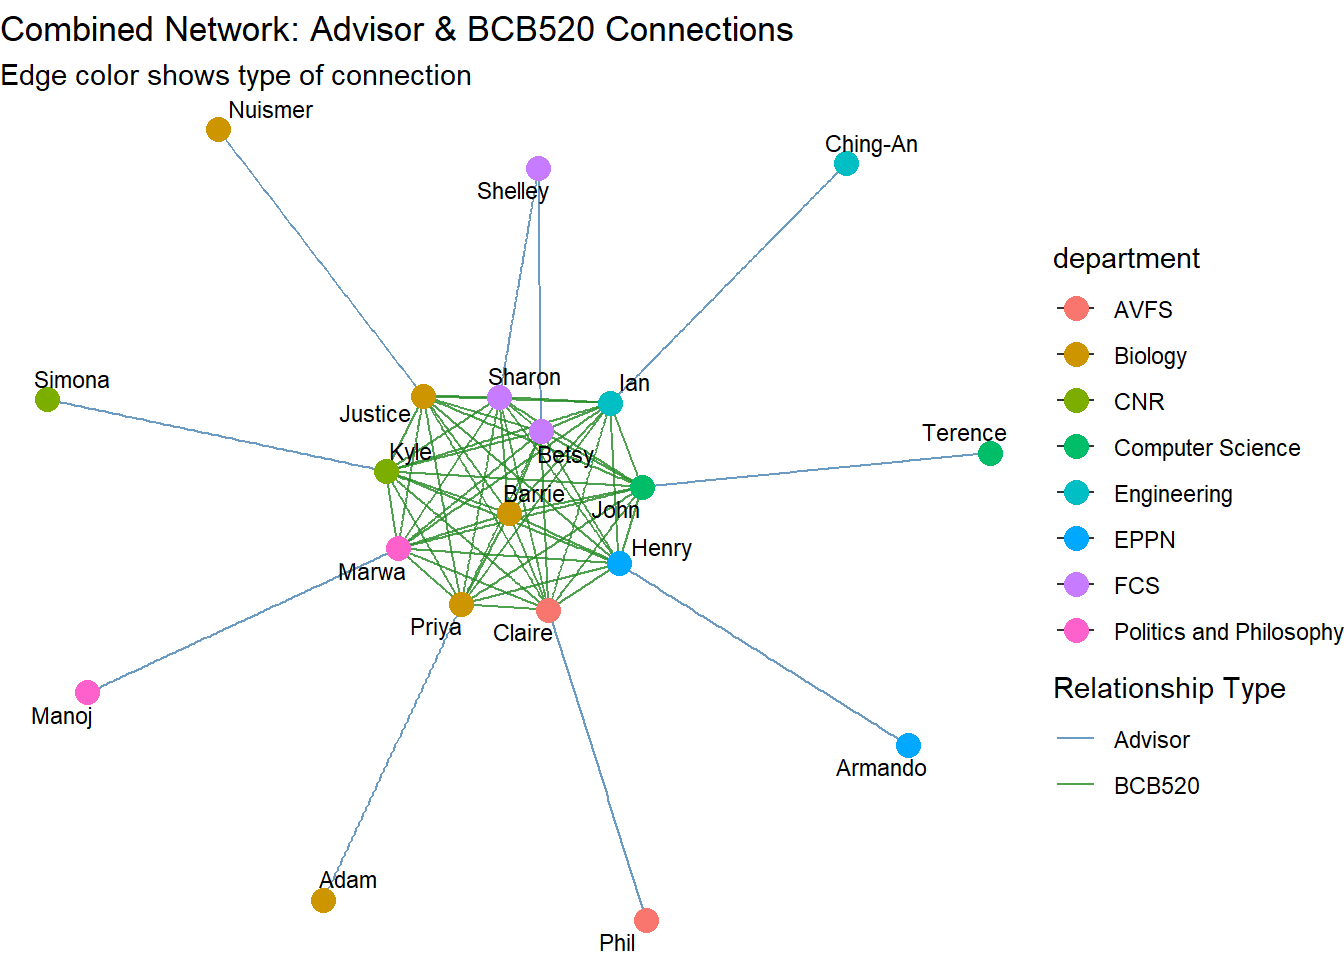 Combined Network: Advisor & BCB520 Connections
Edge color shows type of connection
Nuismer
Ching-An
Shelley
Simona
Sharon
Ian
Justice
Terence
Kyle
Betsy
Barrie
John
Henry
Marwa
Priya
Claire
Manoj
Armando
Adam
Phil
department
AVFS
Biology
CNR
Computer Science
Engineering
EPPN
FCS
Politics and Philosophy
Relationship Type
Advisor
BCB520